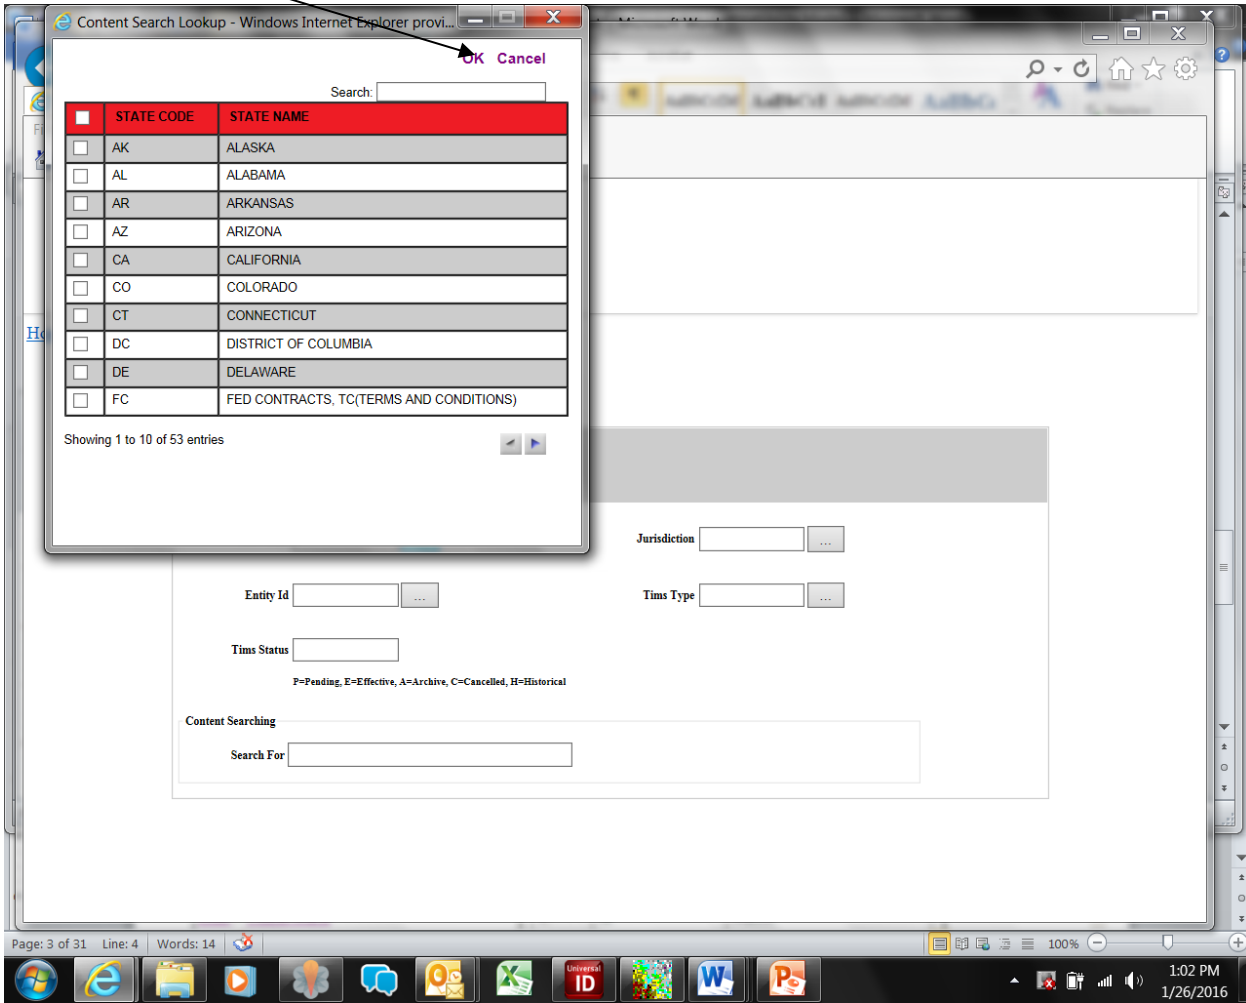 Content Search Lookup - Windows Internet Explorer provi...
OK Cancel
Search:
STATE CODE STATE NAME
AK ALASKA
AL ALABAMA
AR ARKANSAS
AZ ARIZONA
CA CALIFORNIA
CO COLORADO
CT CONNECTICUT
DC DISTRICT OF COLUMBIA
DE DELAWARE
FC FED CONTRACTS, TC(TERMS AND CONDITIONS)
Showing 1 to 10 of 53 entries
Jurisdiction ...
Entity Id ... Tims Type ...
Tims Status
P=Pending, E=Effective, A=Archive, C=Cancelled, H=Historical
Content Searching
Search For
Page: 3 of 31 Line: 4 Words: 14 100%
Universal
ID
1:02 PM
1/26/2016